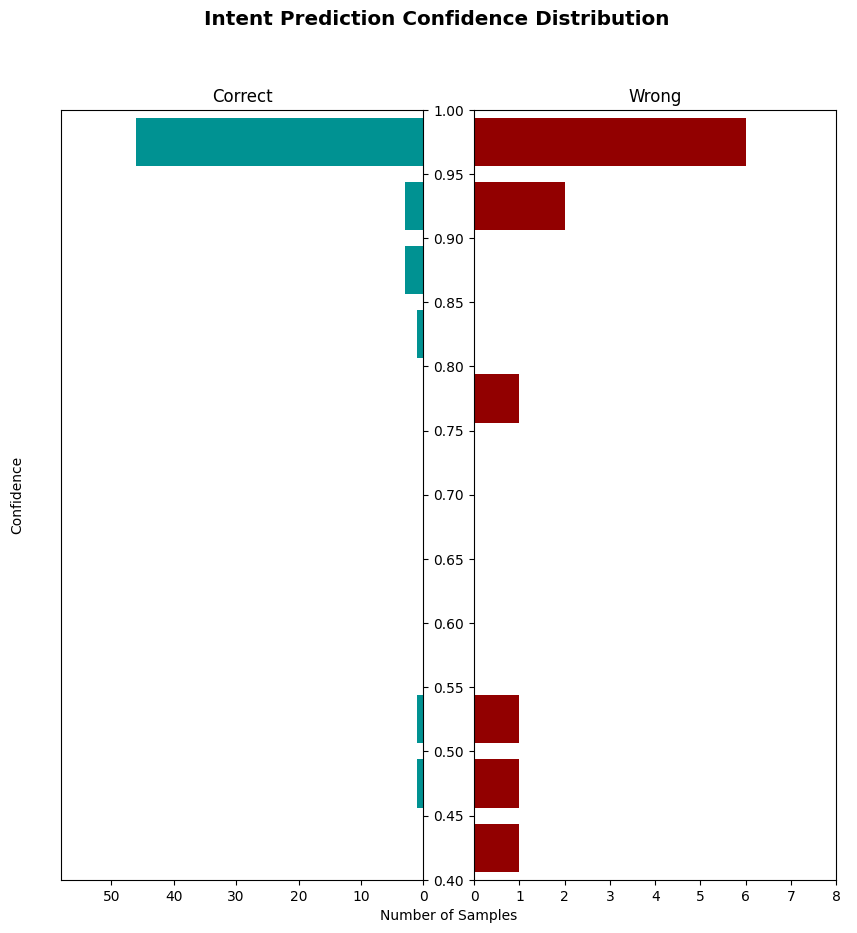 Intent Prediction Confidence Distribution
Correct
Wrong
1.00
0.95
0.90
0.85
0.80
0.75
0.70
0.65
0.60
0.55
0.50
0.45
0.40
Confidence
50 40 30 20 10 0
0 1 2 3 4 5 6 7 8
Number of Samples